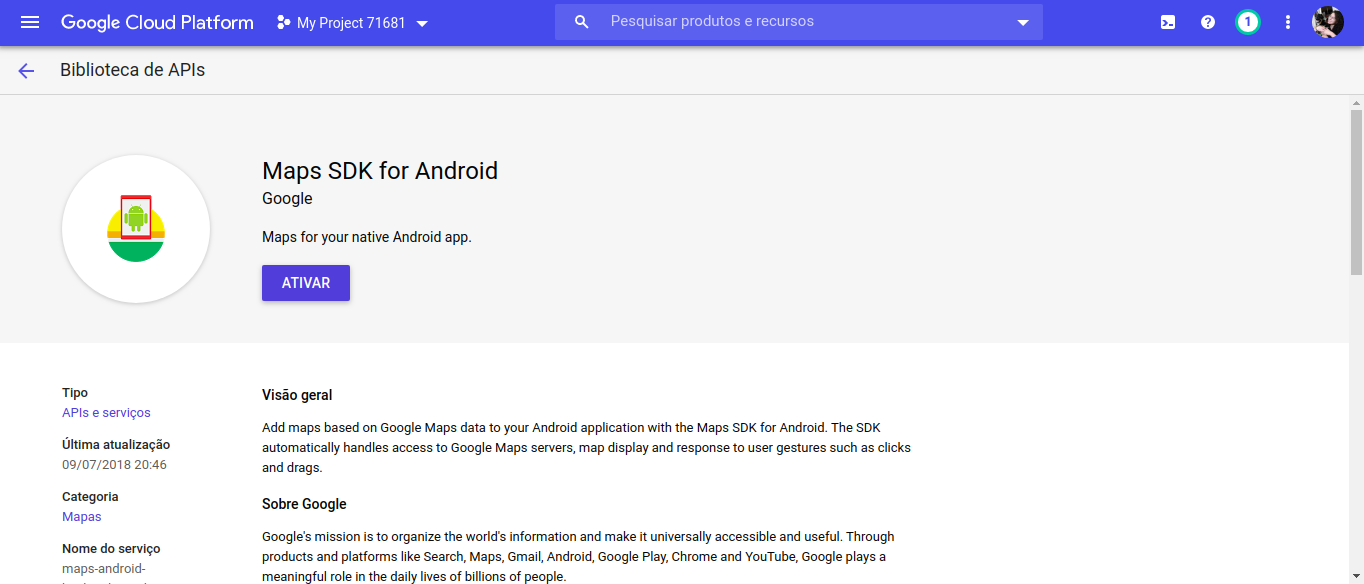 Google Cloud Platform
My Project 71681
Pesquisar produtos e recursos
1
Biblioteca de APIs
Maps SDK for Android
Google
Maps for your native Android app.
ATIVAR
Tipo
APIs e serviços
Última atualização
09/07/2018 20:46
Categoria
Mapas
Nome do serviço
maps-android-
Visão geral
Add maps based on Google Maps data to your Android application with the Maps SDK for Android. The SDK
automatically handles access to Google Maps servers, map display and response to user gestures such as clicks
and drags.
Sobre Google
Google's mission is to organize the world's information and make it universally accessible and useful. Through
products and platforms like Search, Maps, Gmail, Android, Google Play, Chrome and YouTube, Google plays a
meaningful role in the daily lives of billions of people.